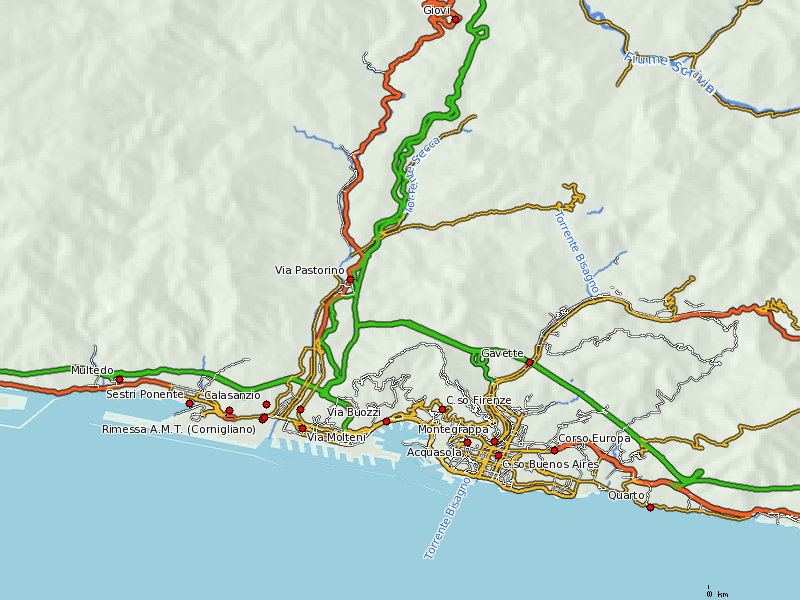 Giovi
Fiume Scrivia
Torrente Secca
Torrente Bisagno
Via Pastorino
Gavette
Multedo
Sestri Ponente
Calasanzio
C.so Firenze
Via Buozzi
Rimessa A.M.T. (Cornigliano)
Via Molteni
Montegrappa
Corso Europa
Acquasola
C.so Buenos Aires
Quarto
Torrente Bisagno
0 km